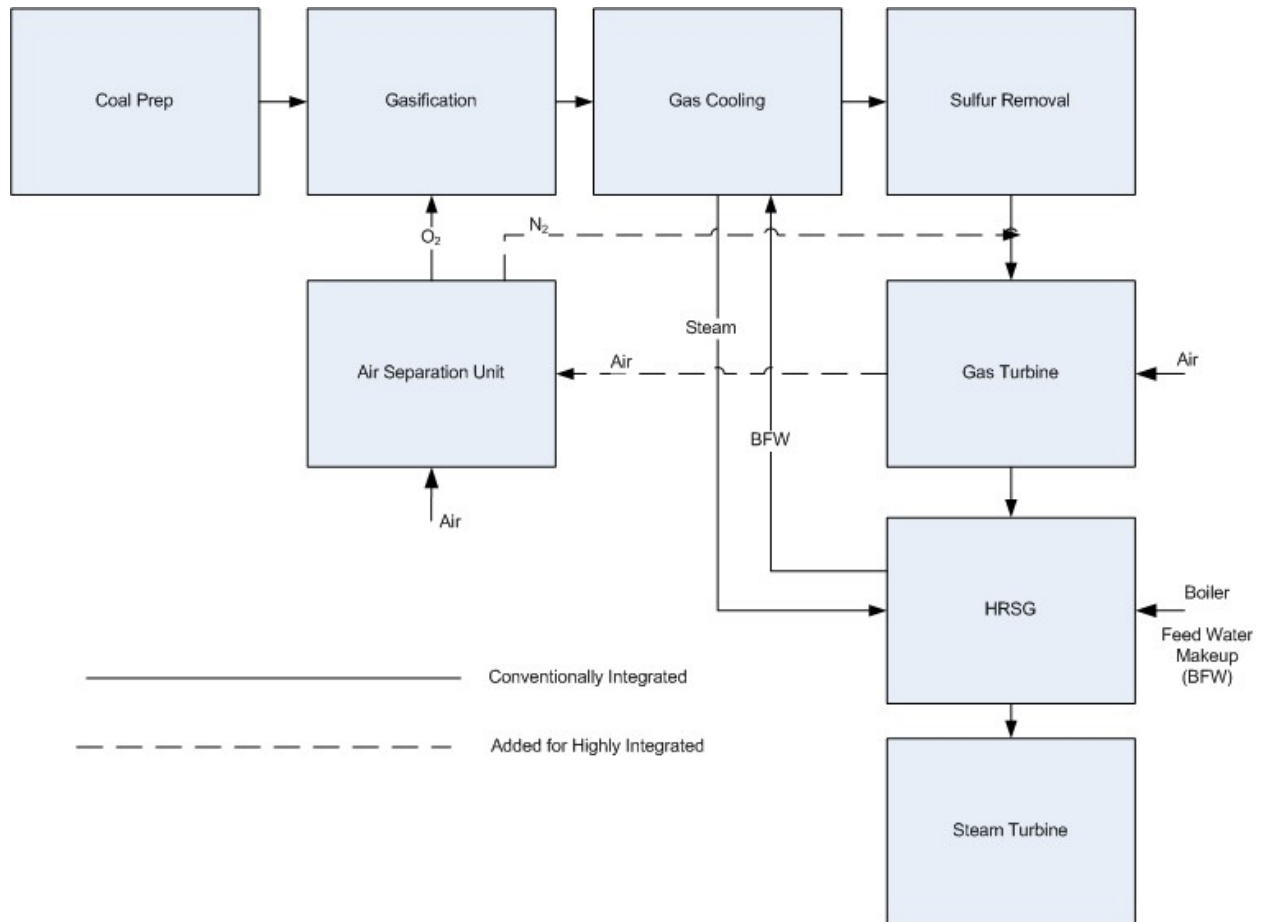 Coal Prep
Gasification
Gas Cooling
Sulfur Removal
O₂
N₂
Steam
Air Separation Unit
Air
Gas Turbine
Air
BFW
Air
HRSG
Boiler
Feed Water
Makeup
(BFW)
Conventionally Integrated
Added for Highly Integrated
Steam Turbine